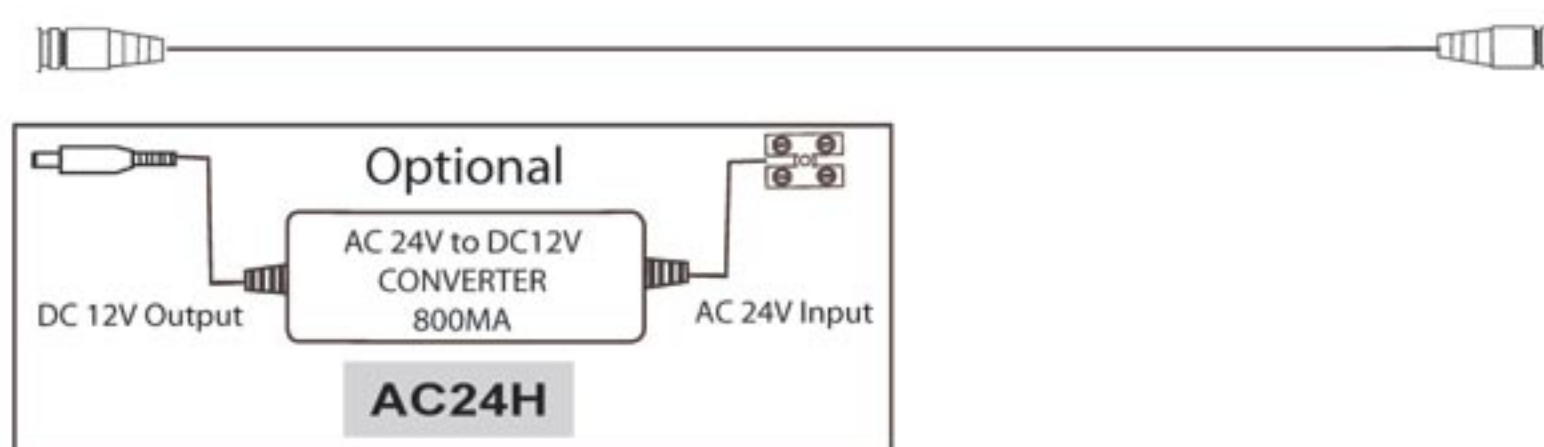 Optional
AC 24V to DC12V
CONVERTER
800MA
DC 12V Output
AC 24V Input
AC24H